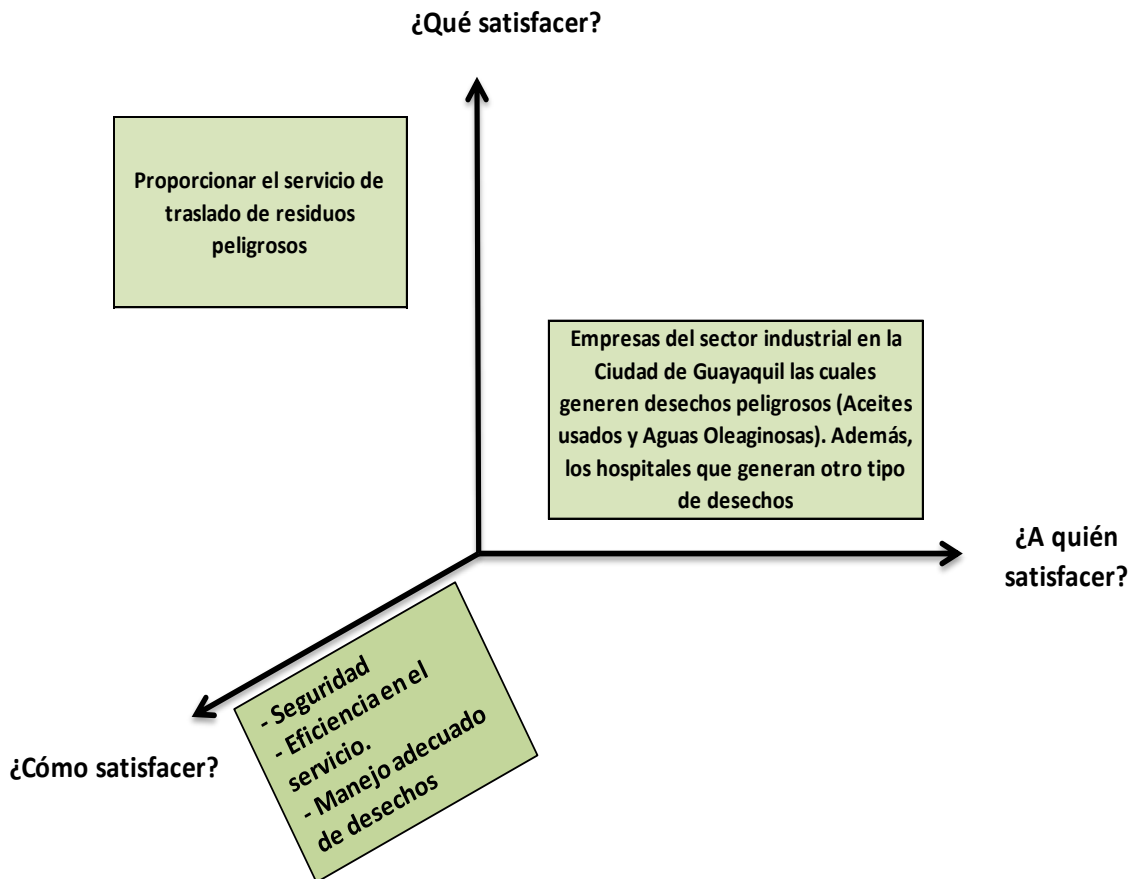 ¿Qué satisfacer?
Proporcionar el servicio de
traslado de residuos
peligrosos
Empresas del sector industrial en la
Ciudad de Guayaquil las cuales
generen desechos peligrosos (Aceites
usados y Aguas Oleaginosas). Además,
los hospitales que generan otro tipo
de desechos
¿A quién
satisfacer?
- Seguridad
- Eficiencia en el
servicio.
- Manejo adecuado
de desechos
¿Cómo satisfacer?